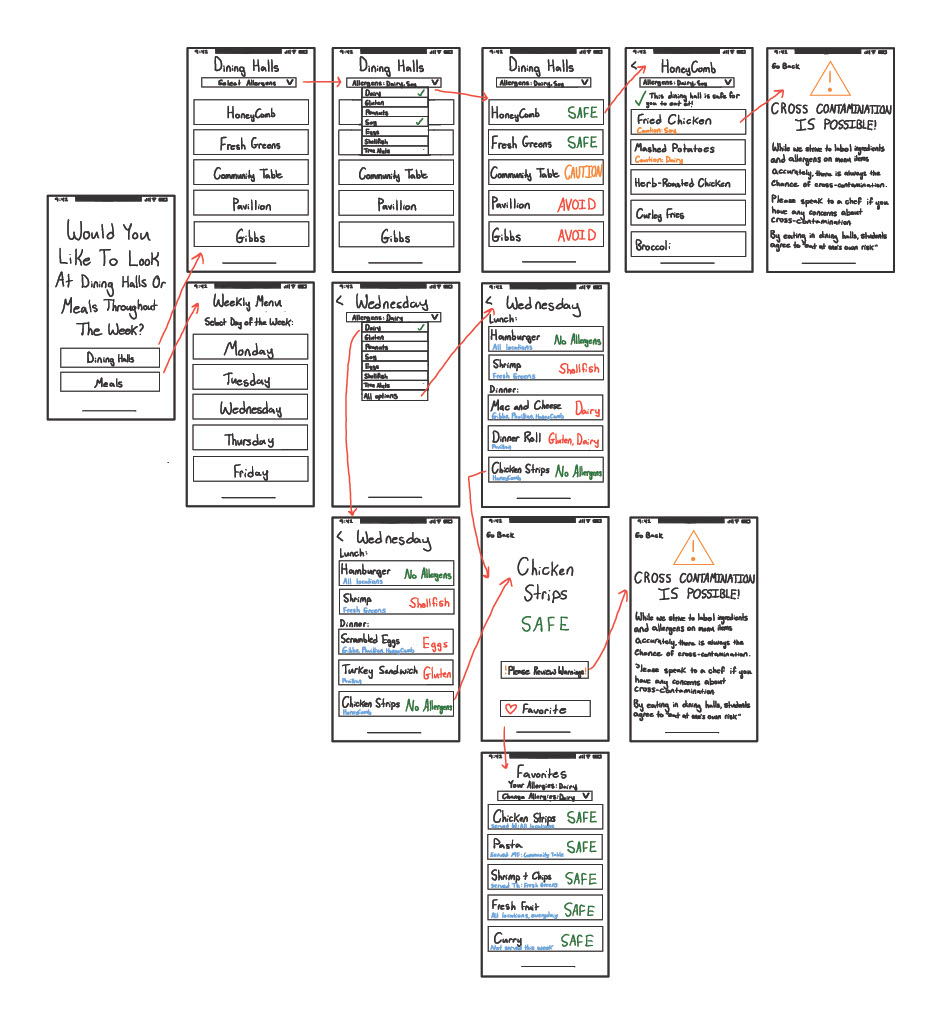 Would You
Like To Look
At Dining Halls Or
Meals Throughout
The Week?
Dining Halls
Meals
9:42
Dining Halls
Select Allergens V
HoneyComb
Fresh Greens
Community Table
Pavillion
Gibbs
9:42
Dining Halls
Allergens: Dairy, Soy V
Dairy
Gluten
Peanuts
Soy
Eggs
Shellfish
Tree Nuts
Community Table
Pavillion
Gibbs
9:42
Dining Halls
Allergens: Dairy, Soy V
HoneyComb SAFE
Fresh Greens SAFE
Community Table CAUTION
Pavillion AVOID
Gibbs AVOID
9:42
< HoneyComb
Allergens: Dairy, Soy V
This dining hall is safe for
you to eat at!
Fried Chicken
Caution: Soy
Mashed Potatoes
Caution: Dairy
Herb-Roasted Chicken
Curley Fries
Broccoli
9:42
Go Back
!
CROSS CONTAMINATION
IS POSSIBLE!
While we strive to label ingredients
and allergens on menu items
accurately, there is always the
Chance of cross-contamination.
Please speak to a chef if you
have any concerns about
cross-contamination
By eating in dining halls, students
agree to "eat at one's own risk"
9:42
Weekly Menu
Select Day of the Week:
Monday
Tuesday
Wednesday
Thursday
Friday
9:42
< Wednesday
Allergens: Dairy V
Dairy
Gluten
Peanuts
Soy
Eggs
Shellfish
Tree Nuts
All options
9:42
< Wednesday
Lunch:
Hamburger No Allergens
All locations
Shrimp Shellfish
Fresh Greens
Dinner:
Mac and Cheese Dairy
Gibbs, Pavillion, HoneyComb
Dinner Roll Gluten, Dairy
Pavillion
Chicken Strips No Allergens
HoneyComb
9:42
< Wednesday
Lunch:
Hamburger No Allergens
All locations
Shrimp Shellfish
Fresh Greens
Dinner:
Scrambled Eggs Eggs
Gibbs, Pavillion, HoneyComb
Turkey Sandwich Gluten
Pavillion
Chicken Strips No Allergens
HoneyComb
9:42
Go Back
Chicken
Strips
SAFE
!Please Review Warning!
Favorite
9:42
Go Back
!
CROSS CONTAMINATION
IS POSSIBLE!
While we strive to label ingredients
and allergens on menu items
accurately, there is always the
Chance of cross-contamination.
Please speak to a chef if you
have any concerns about
cross-contamination
By eating in dining halls, students
agree to "eat at one's own risk"
9:42
Favorites
Your Allergies: Dairy
Change Allergies: Dairy V
Chicken Strips SAFE
Served W: All locations
Pasta SAFE
Served MF: Community Table
Shrimp + Chips SAFE
Served Th: Fresh Greens
Fresh Fruit SAFE
All locations, everyday
Curry SAFE
Not served this week